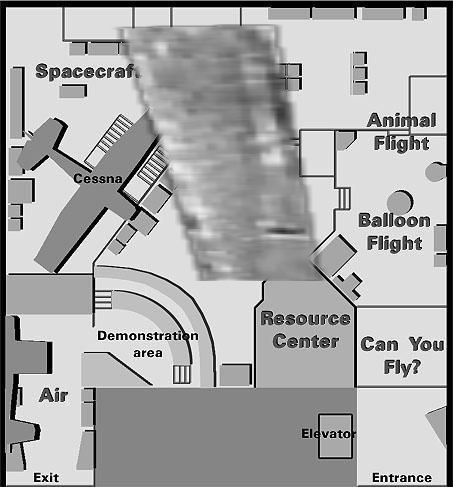 Spacecraft
Animal
Flight
Cessna
Balloon
Flight
Resource
Center
Demonstration
area
Can You
Fly?
Air
Elevator
Exit
Entrance